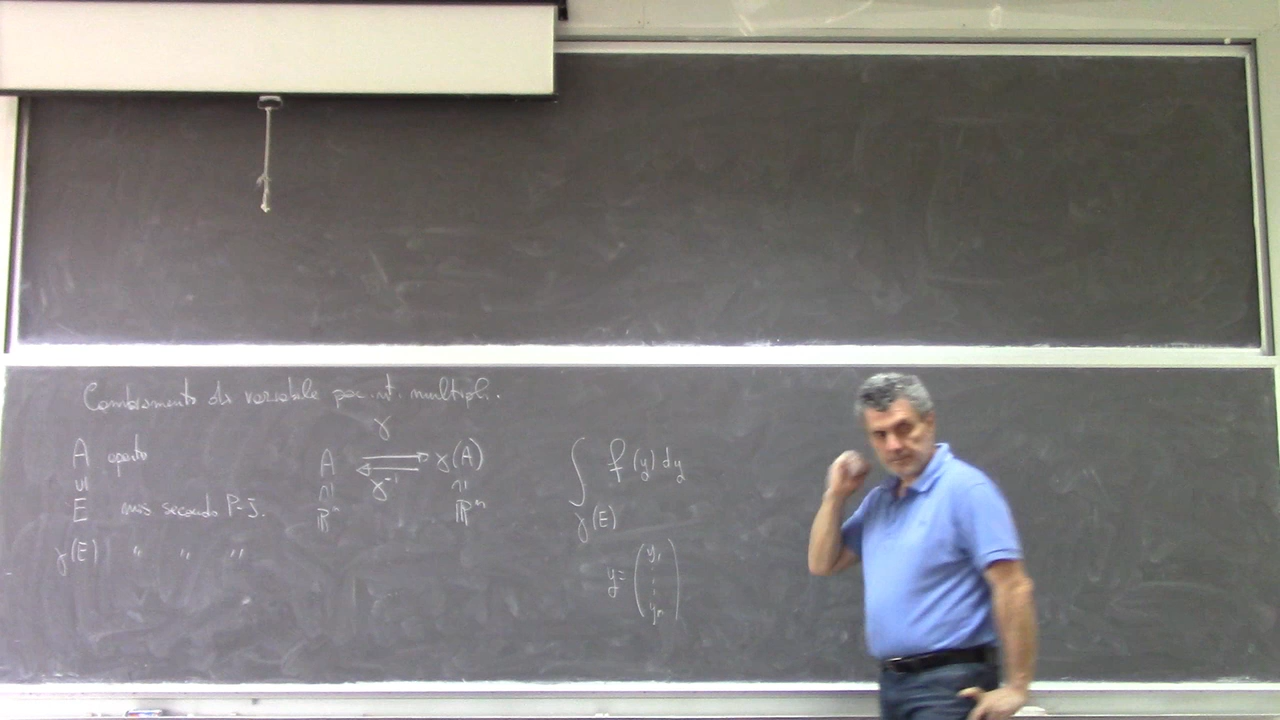 Cambiamento di variabile per int. multipli.
A aperto
∪I
E mis secondo P-J.
γ(E) " " "
γ
A ⇄ γ(A)
γ⁻¹
∩I ∩I
ℝⁿ ℝⁿ
∫ f(y) dy
γ(E)
y = (y₁ ⋮ yₙ)